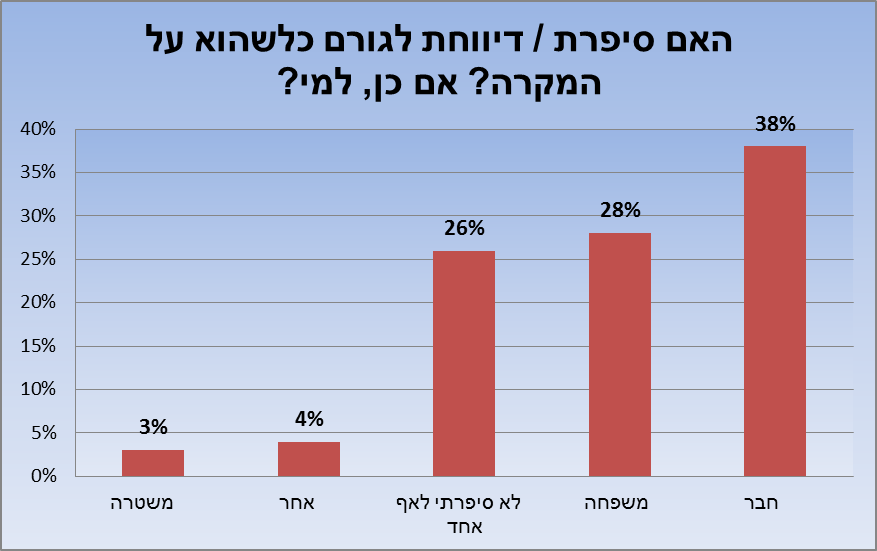 האם סיפרת / דיווחת לגורם כלשהוא על
המקרה? אם כן, למי?
40%
35%
30%
25%
20%
15%
10%
5%
0%
3%
4%
26%
28%
38%
משטרה
אחר
לא סיפרתי לאף
אחד
משפחה
חבר